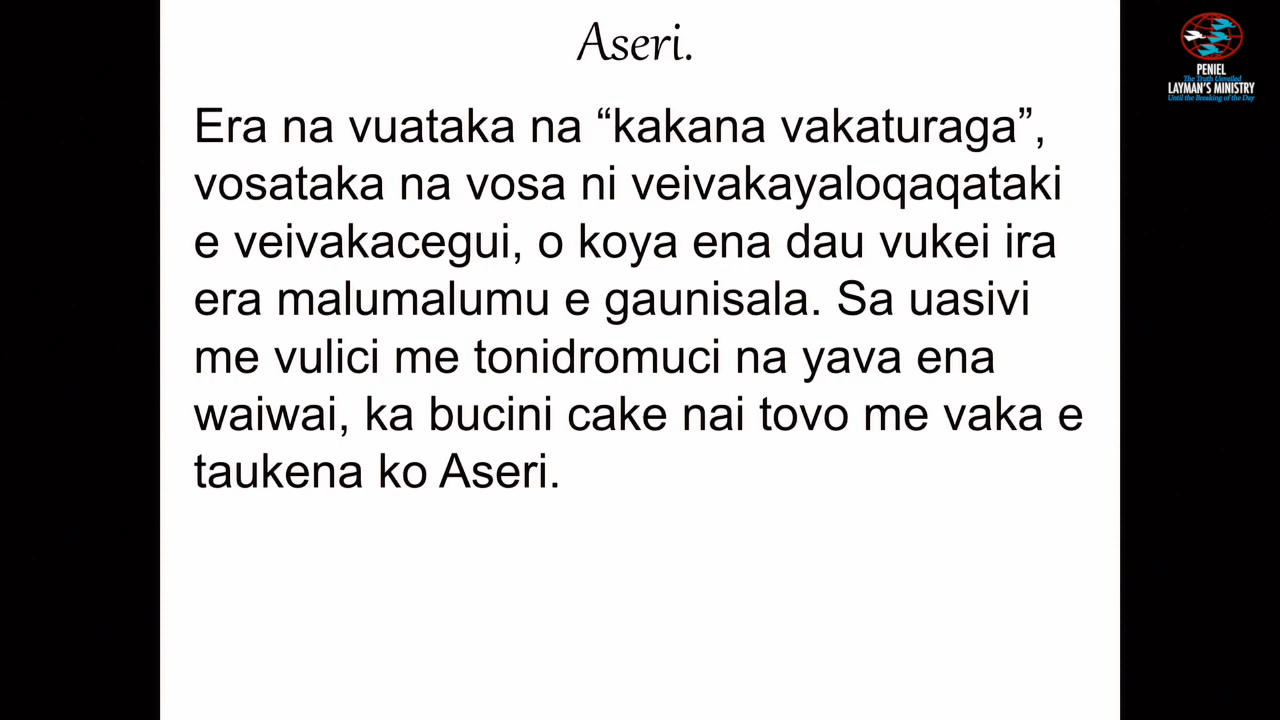 Aseri.
Era na vuataka na “kakana vakaturaga”,
vosataka na vosa ni veivakayaloqaqataki
e veivakacegui, o koya ena dau vukei ira
era malumalumu e gaunisala. Sa uasivi
me vulici me tonidromuci na yava ena
waiwai, ka bucini cake nai tovo me vaka e
taukena ko Aseri.
PENIEL
The Truth Unveiled
LAYMAN'S MINISTRY
Until the Breaking of the Day